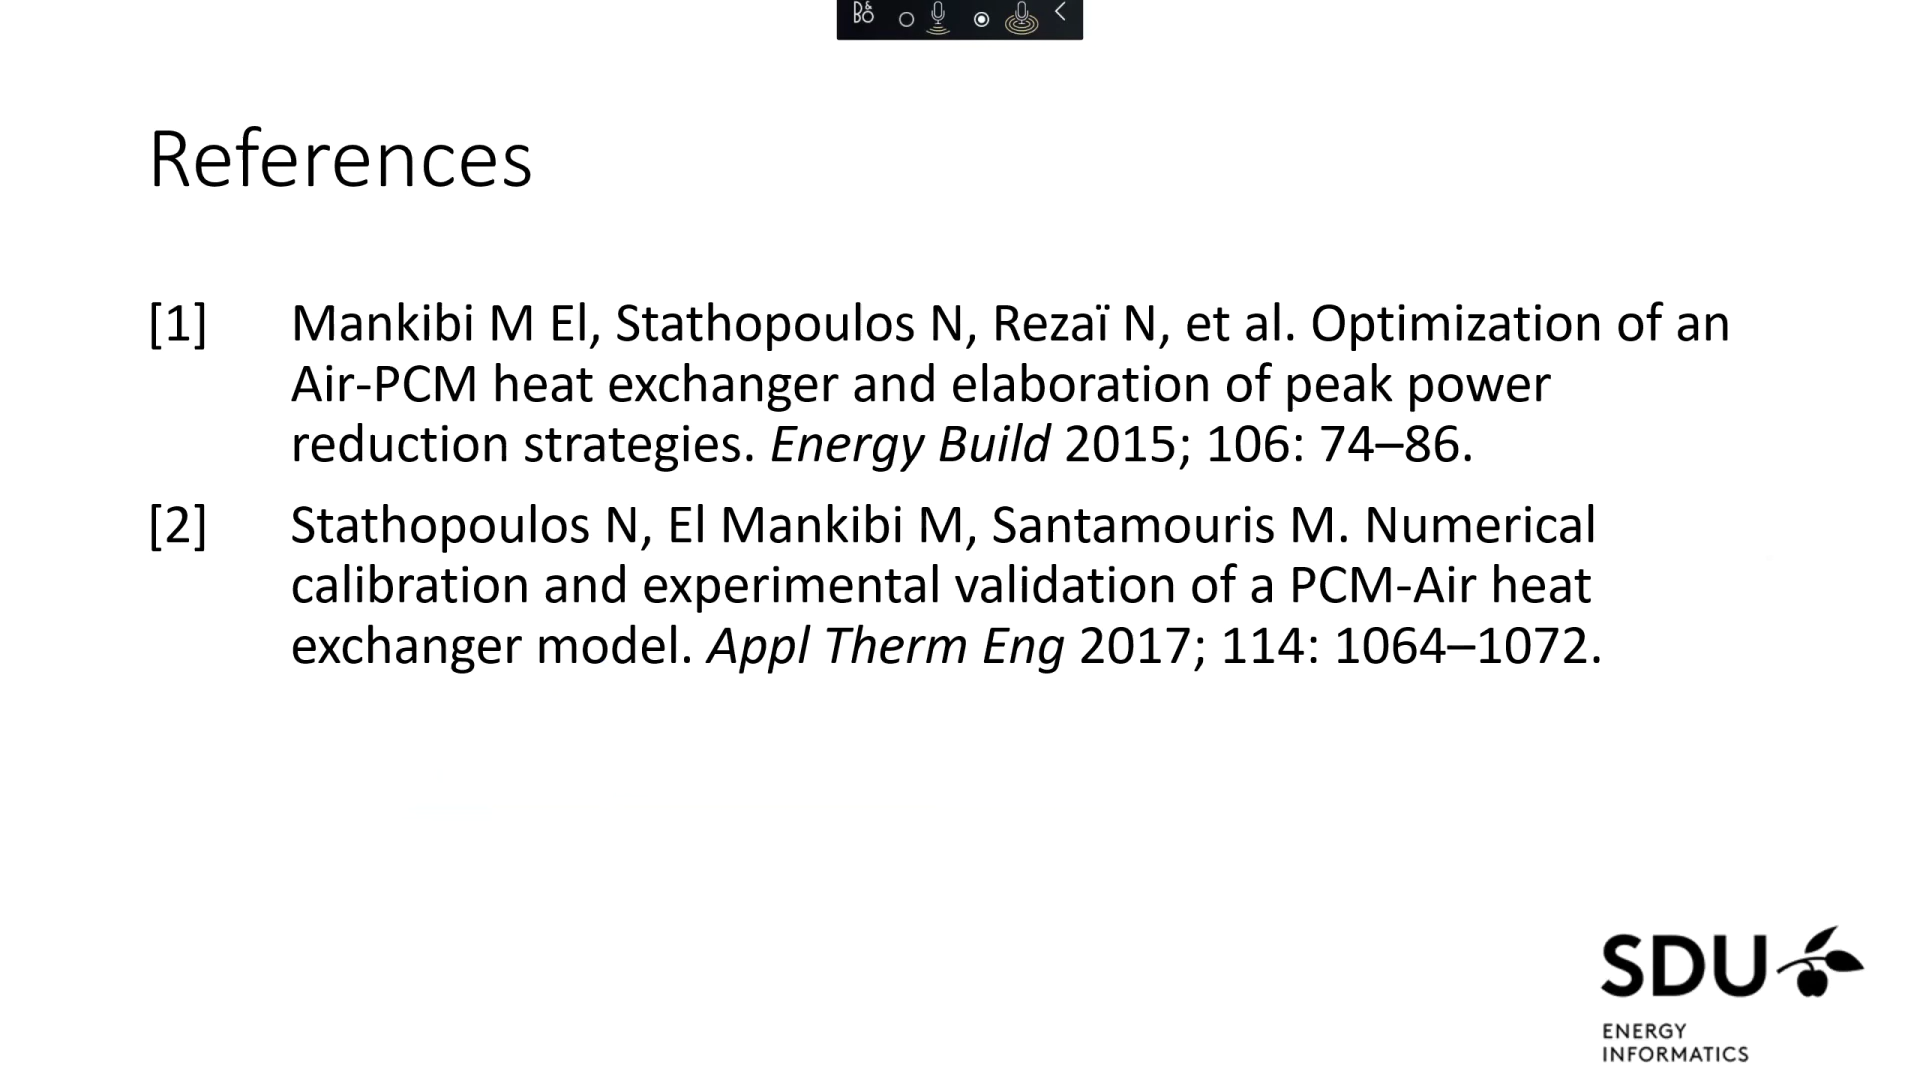 B&O
References
[1] Mankibi M El, Stathopoulos N, Rezaï N, et al. Optimization of an
Air-PCM heat exchanger and elaboration of peak power
reduction strategies. Energy Build 2015; 106: 74–86.
[2] Stathopoulos N, El Mankibi M, Santamouris M. Numerical
calibration and experimental validation of a PCM-Air heat
exchanger model. Appl Therm Eng 2017; 114: 1064–1072.
SDU
ENERGY
INFORMATICS